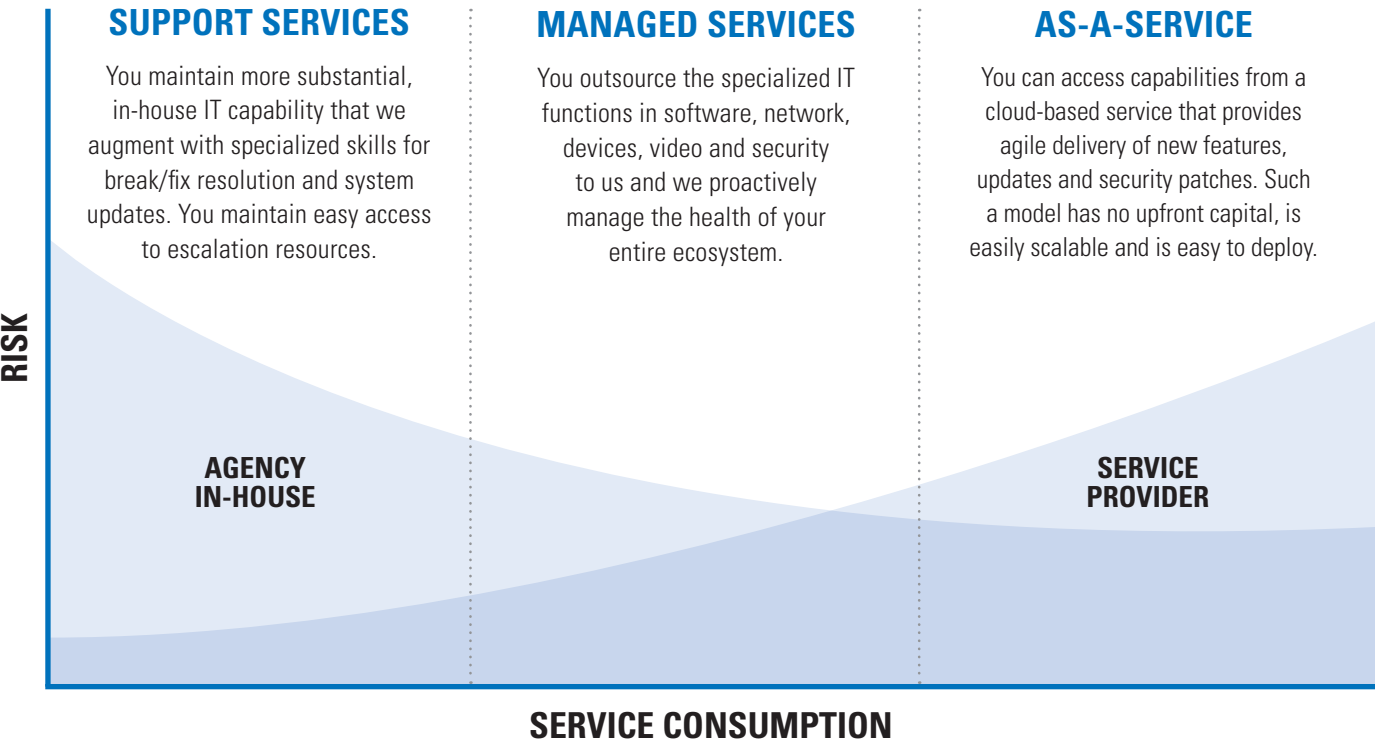 SUPPORT SERVICES
You maintain more substantial,
in-house IT capability that we
augment with specialized skills for
break/fix resolution and system
updates. You maintain easy access
to escalation resources.
MANAGED SERVICES
You outsource the specialized IT
functions in software, network,
devices, video and security
to us and we proactively
manage the health of your
entire ecosystem.
AS-A-SERVICE
You can access capabilities from a
cloud-based service that provides
agile delivery of new features,
updates and security patches. Such
a model has no upfront capital, is
easily scalable and is easy to deploy.
RISK
AGENCY
IN-HOUSE
SERVICE
PROVIDER
SERVICE CONSUMPTION